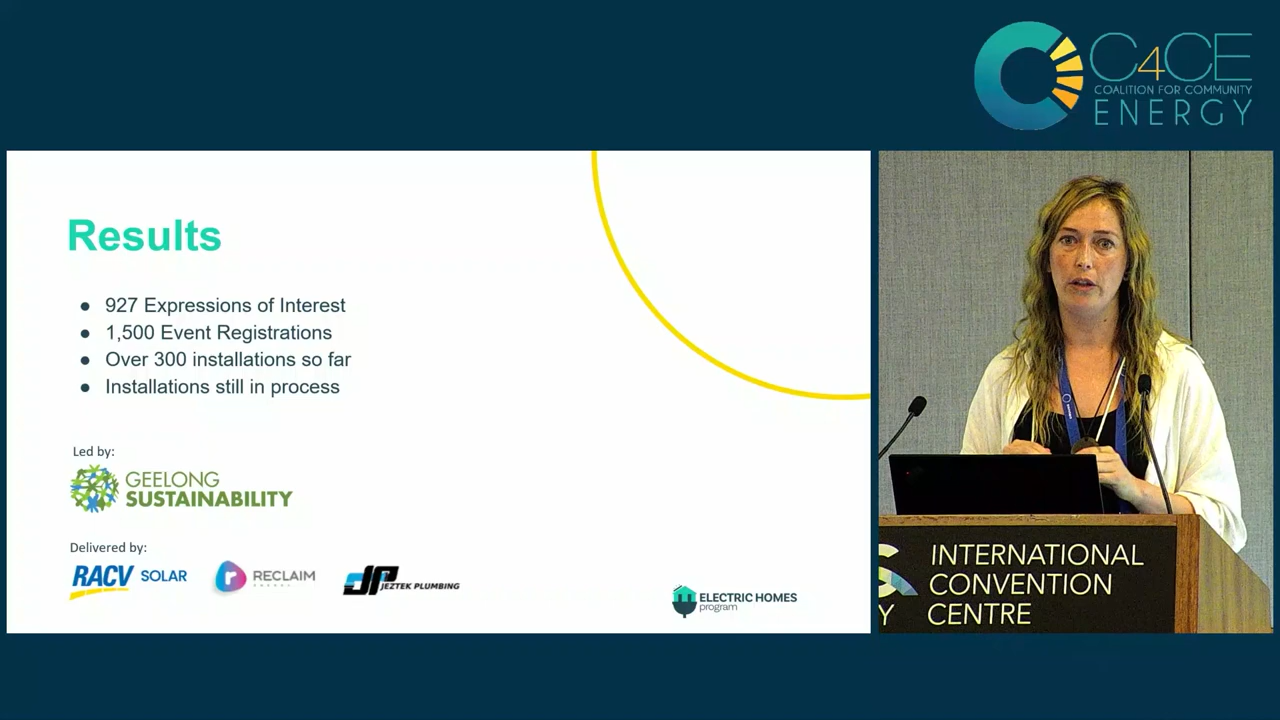 C4CE
COALITION FOR COMMUNITY
ENERGY
Results
● 927 Expressions of Interest
● 1,500 Event Registrations
● Over 300 installations so far
● Installations still in process
Led by:
GEELONG
SUSTAINABILITY
Delivered by:
RACV SOLAR
r RECLAIM
JP JEZTEK PLUMBING
ELECTRIC HOMES
program
INTERNATIONAL
CONVENTION
CENTRE